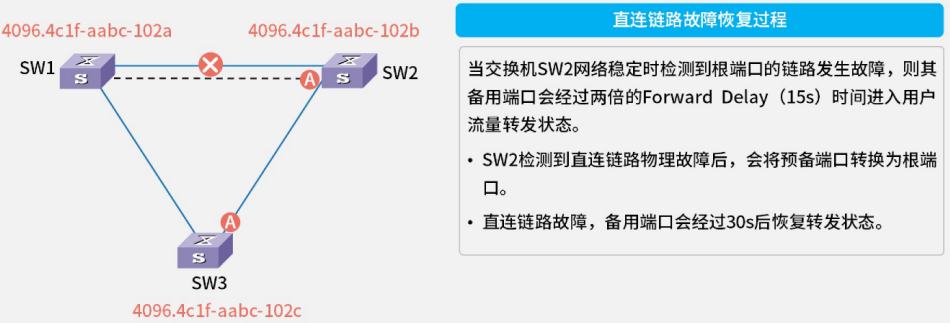 直连链路故障恢复过程
4096.4c1f-aabc-102a
4096.4c1f-aabc-102b
SW1
S
A
S
SW2
A
S
SW3
4096.4c1f-aabc-102c
当交换机SW2网络稳定时检测到根端口的链路发生故障，则其
备用端口会经过两倍的Forward Delay（15s）时间进入用户
流量转发状态。
• SW2检测到直连链路物理故障后，会将预备端口转换为根端
口。
• 直连链路故障，备用端口会经过30s后恢复转发状态。